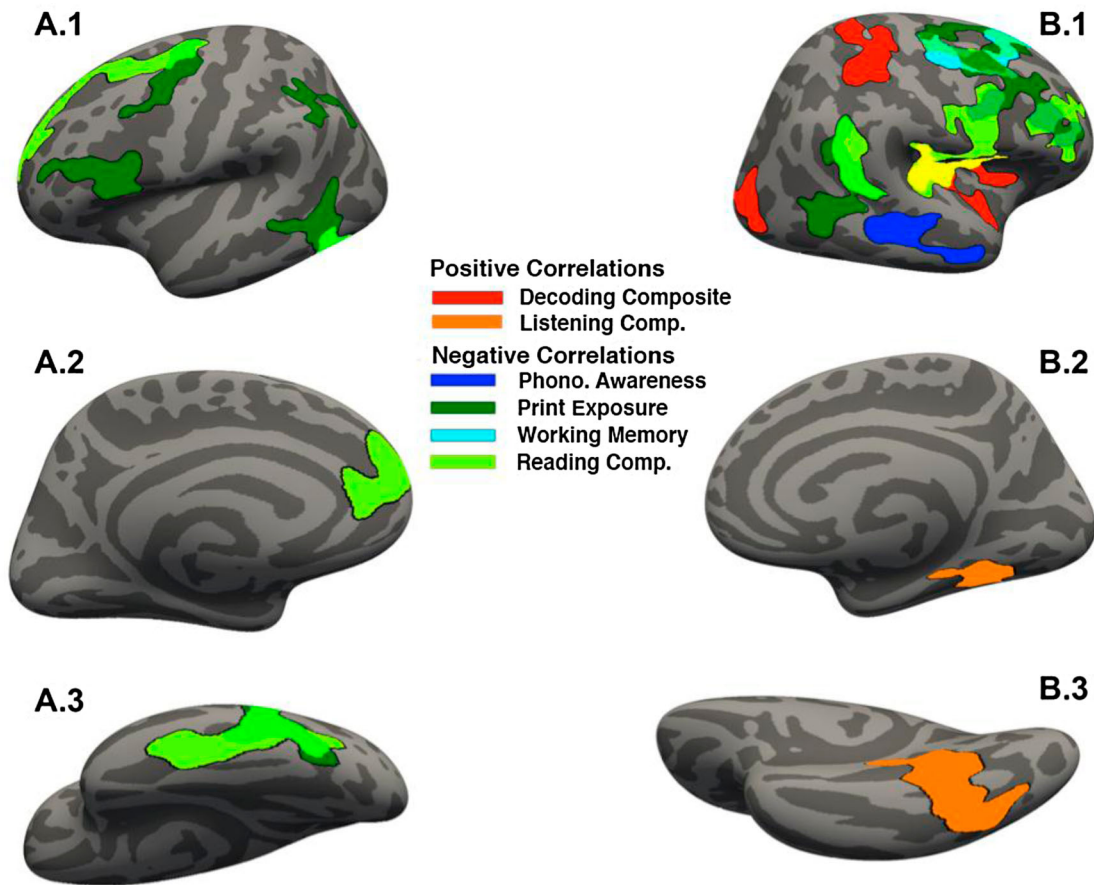 A.1
B.1
Positive Correlations
Decoding Composite
Listening Comp.
Negative Correlations
Phono. Awareness
Print Exposure
Working Memory
Reading Comp.
A.2
B.2
A.3
B.3